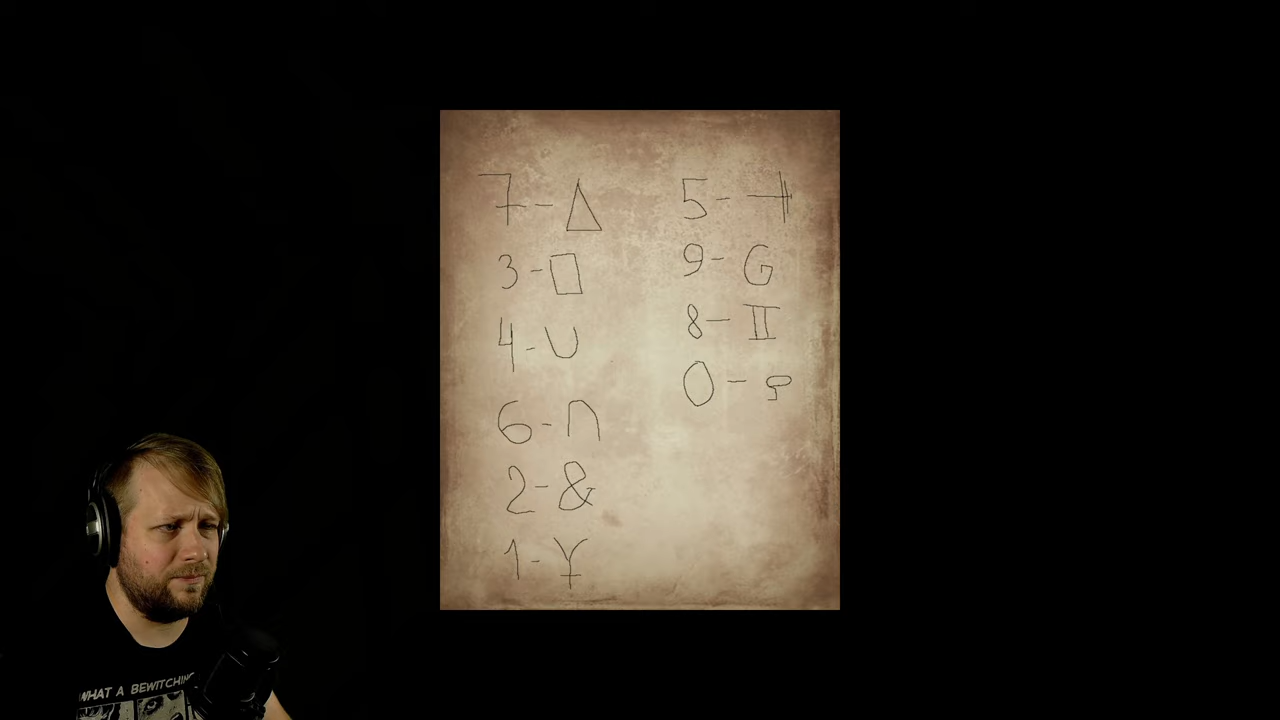 7-Δ
3-□
4-U
6-∩
2-&
1-¥
5-
9-G
8-II
0-
WHAT A BEWITCHING